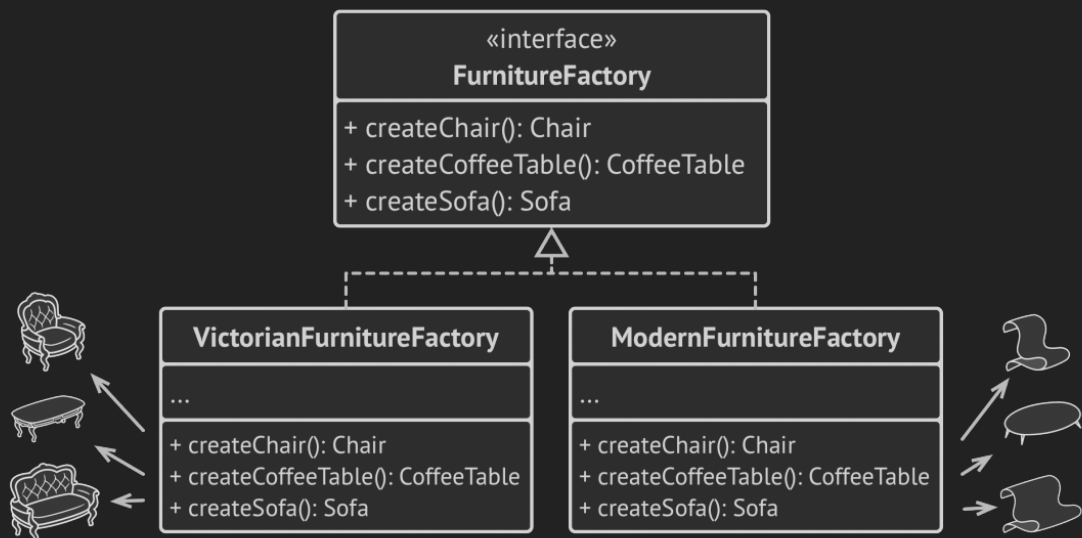 «interface»
FurnitureFactory
+ createChair(): Chair
+ createCoffeeTable(): CoffeeTable
+ createSofa(): Sofa
VictorianFurnitureFactory
...
+ createChair(): Chair
+ createCoffeeTable(): CoffeeTable
+ createSofa(): Sofa
ModernFurnitureFactory
...
+ createChair(): Chair
+ createCoffeeTable(): CoffeeTable
+ createSofa(): Sofa